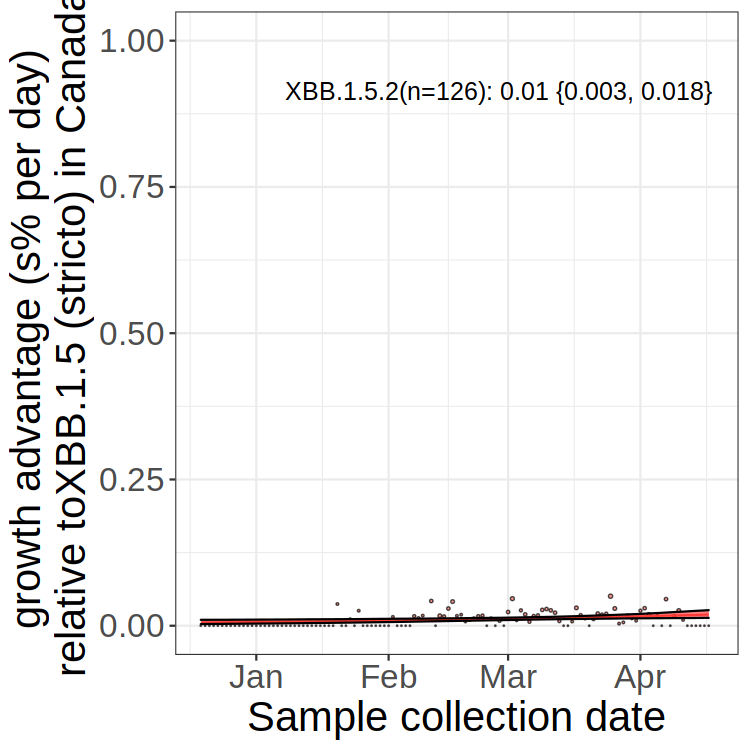 growth advantage (s% per day)
relative toXBB.1.5 (stricto) in Canada
1.00
0.75
0.50
0.25
0.00
XBB.1.5.2(n=126): 0.01 {0.003, 0.018}
Jan Feb Mar Apr
Sample collection date